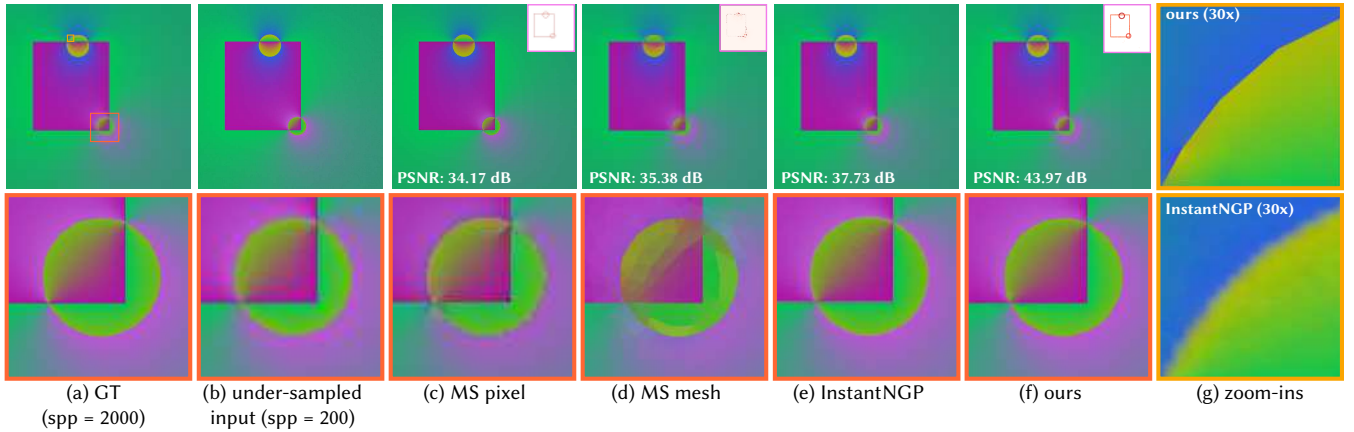 ours (30x)
PSNR: 34.17 dB
PSNR: 35.38 dB
PSNR: 37.73 dB
PSNR: 43.97 dB
InstantNGP (30x)
(a) GT
(spp = 2000)
(b) under-sampled
input (spp = 200)
(c) MS pixel
(d) MS mesh
(e) InstantNGP
(f) ours
(g) zoom-ins